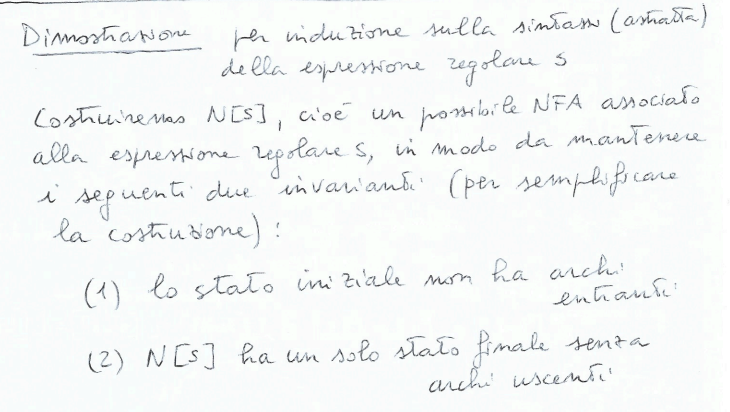 Dimostrazione per induzione sulla sintassi (astratta)
della espressione regolare s
Costruiremo N[s], cioè un possibile NFA associato
alla espressione regolare s, in modo da mantenere
i seguenti due invarianti (per semplificare
la costruzione):
(1) lo stato iniziale non ha archi
entranti
(2) N[s] ha un solo stato finale senza
archi uscenti